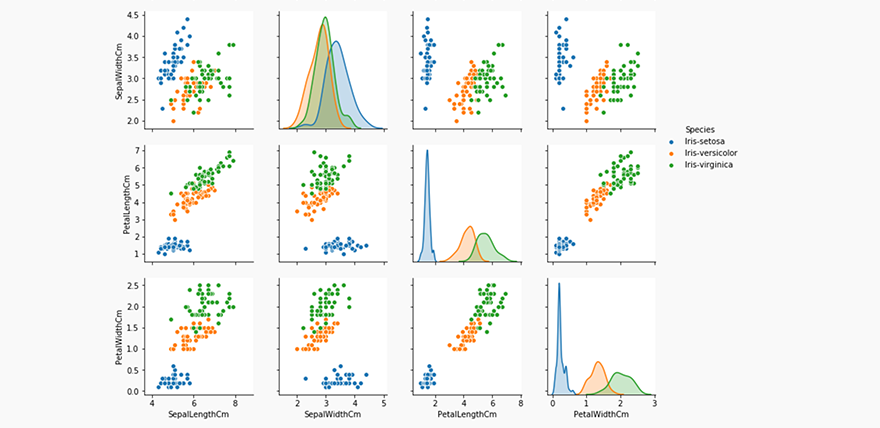 4.5
4.0
3.5
3.0
2.5
2.0
SepalWidthCm
7
6
5
4
3
2
1
PetalLengthCm
2.5
2.0
1.5
1.0
0.5
0.0
PetalWidthCm
4 6 8
SepalLengthCm
2 3 4 5
SepalWidthCm
2 4 6 8
PetalLengthCm
0 1 2 3
PetalWidthCm
Species
Iris-setosa
Iris-versicolor
Iris-virginica